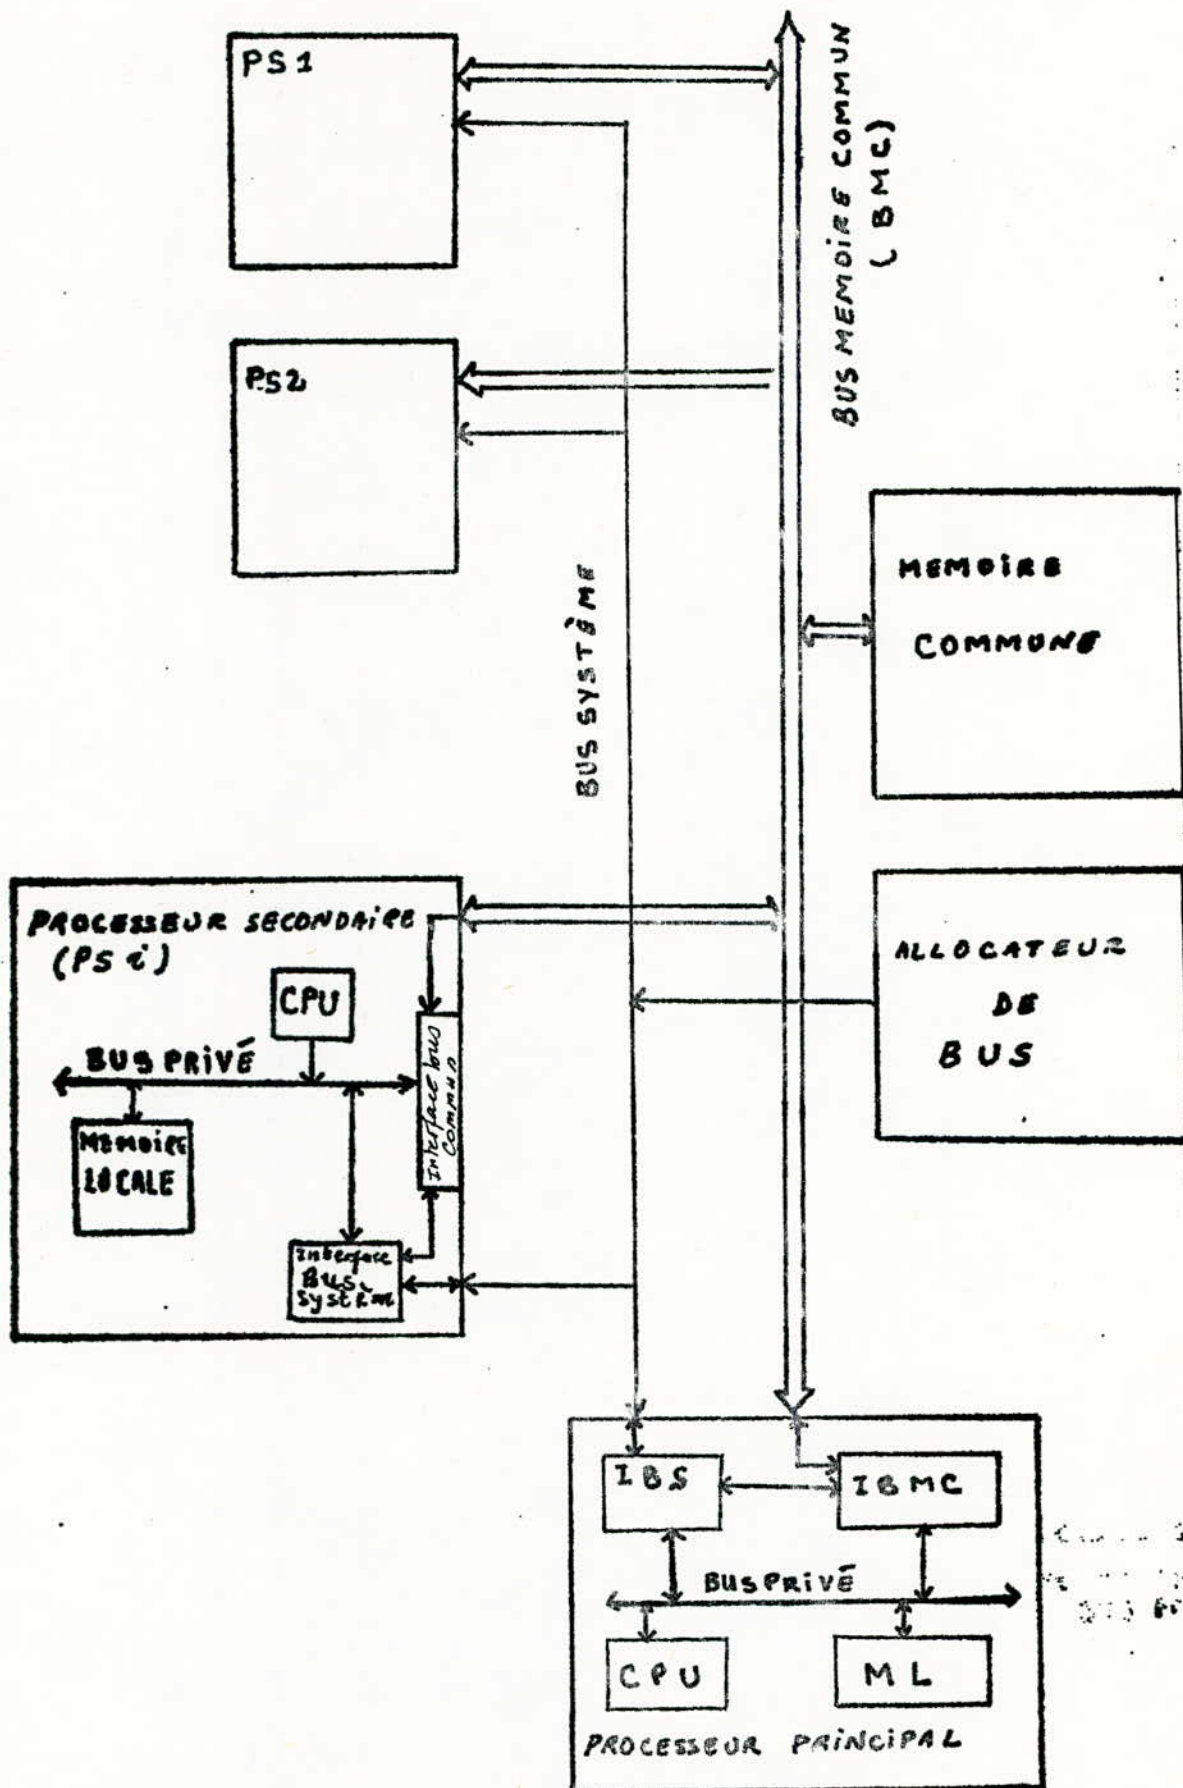 PS1
BUS MEMOIRE COMMUN
(BMC)
PS2
BUS SYSTÈME
MEMOIRE
COMMUNE
PROCESSEUR SECONDAIRE
(PS i)
CPU
BUS PRIVÉ
MEMOIRE
LOCALE
Interface bus
Commun
Interface
Bus
Système
ALLOCATEUR
DE
BUS
IBS
IBMC
BUS PRIVÉ
CPU
ML
PROCESSEUR PRINCIPAL